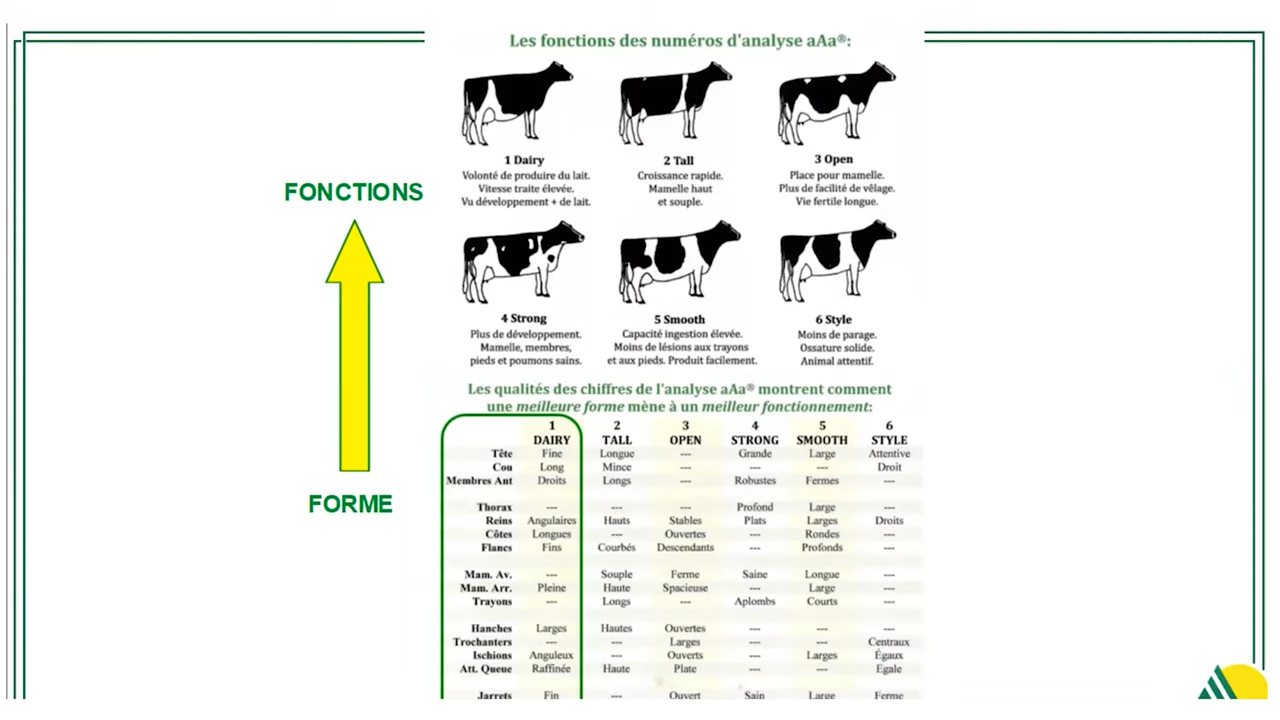 Les fonctions des numéros d'analyse aAa®:
1 Dairy
Volonté de produire du lait.
Vitesse traite élevée.
Vu développement + de lait.
2 Tall
Croissance rapide.
Mamelle haut
et souple.
3 Open
Place pour mamelle.
Plus de facilité de vêlage.
Vie fertile longue.
FONCTIONS
4 Strong
Plus de développement.
Mamelle, membres,
pieds et poumons sains.
5 Smooth
Capacité ingestion élevée.
Moins de lésions aux trayons
et aux pieds. Produit facilement.
6 Style
Moins de parage.
Ossature solide.
Animal attentif.
FORME
Les qualités des chiffres de l'analyse aAa® montrent comment
une meilleure forme mène à un meilleur fonctionnement:
1 2 3 4 5 6
DAIRY TALL OPEN STRONG SMOOTH STYLE
Tête Fine Longue --- Grande Large Attentive
Cou Long Mince --- --- --- Droit
Membres Ant Droits Longs --- Robustes Fermes ---
Thorax --- --- --- Profond Large ---
Reins Angulaires Hauts Stables Plats Larges Droits
Côtes Longues --- Ouvertes --- Rondes ---
Flancs Fins Courbés Descendants --- Profonds ---
Mam. Av. --- Souple Ferme Saine Longue ---
Mam. Arr. Pleine Haute Spacieuse --- Large ---
Trayons --- Longs --- Aplombs Courts ---
Hanches Larges Hautes Ouvertes --- --- ---
Trochanters --- --- Larges --- --- Centraux
Ischions Anguleux --- Ouverts --- Larges Égaux
Att. Queue Raffinée Haute Plate --- --- Egale
Jarrets Fin --- Ouvert Sain Large Ferme